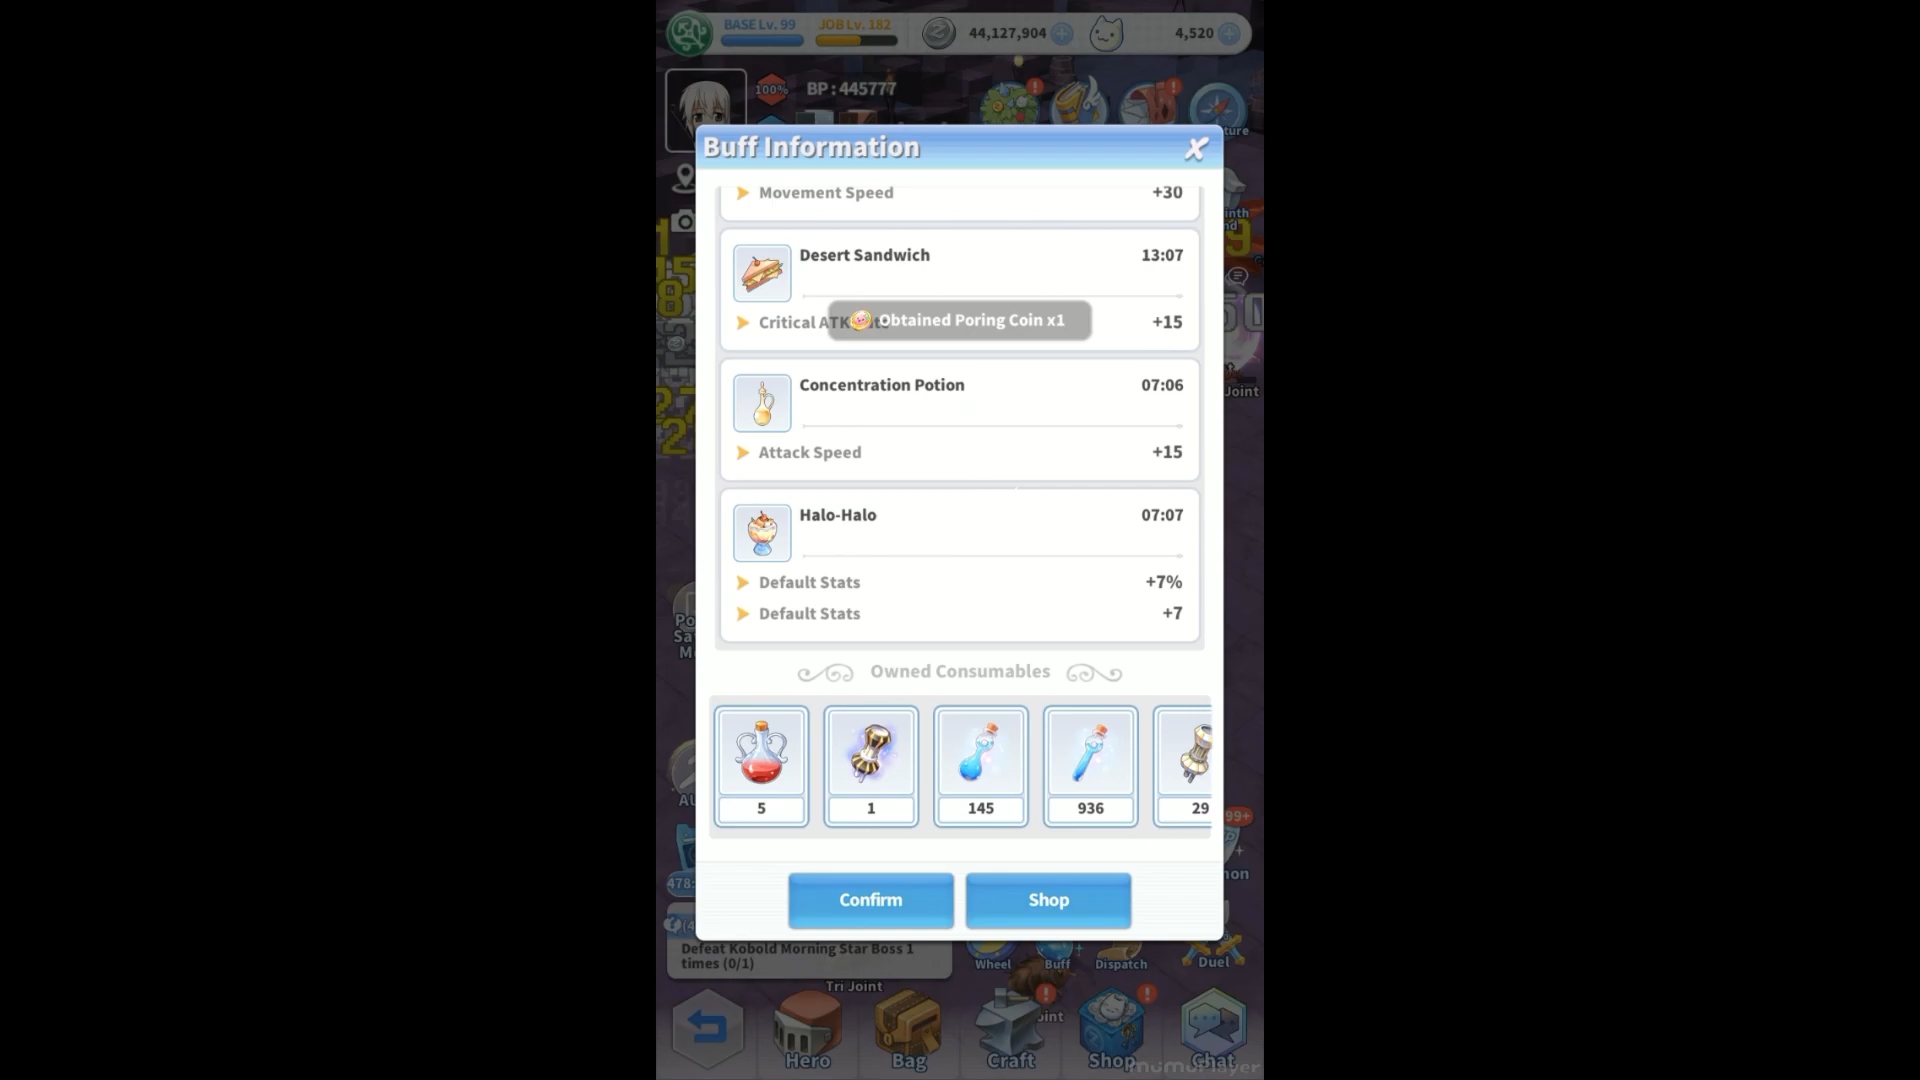 BASE Lv. 99
JOB Lv. 182
44,127,904
4,520
100%
BP : 445777
Buff Information
Movement Speed +30
Desert Sandwich 13:07
Critical ATK
Obtained Poring Coin x1
+15
Concentration Potion 07:06
Attack Speed +15
Halo-Halo 07:07
Default Stats +7%
Default Stats +7
Owned Consumables
5
1
145
936
29
99+
Confirm
Shop
Defeat Kobold Morning Star Boss 1
times (0/1)
Wheel
Buff
Dispatch
Duel
Tri Joint
Hero
Bag
Craft
Shop
Chat